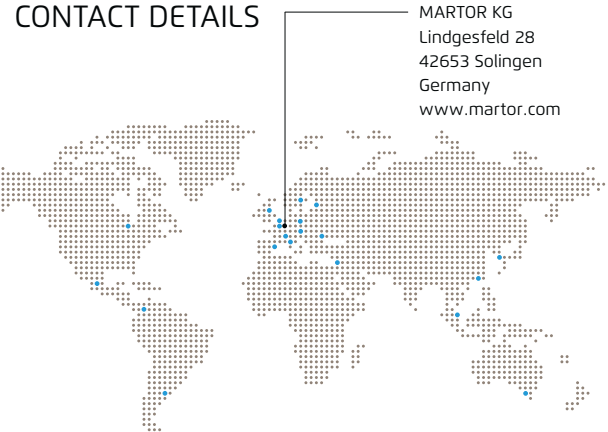 CONTACT DETAILS
MARTOR KG
Lindgesfeld 28
42653 Solingen
Germany
www.martor.com